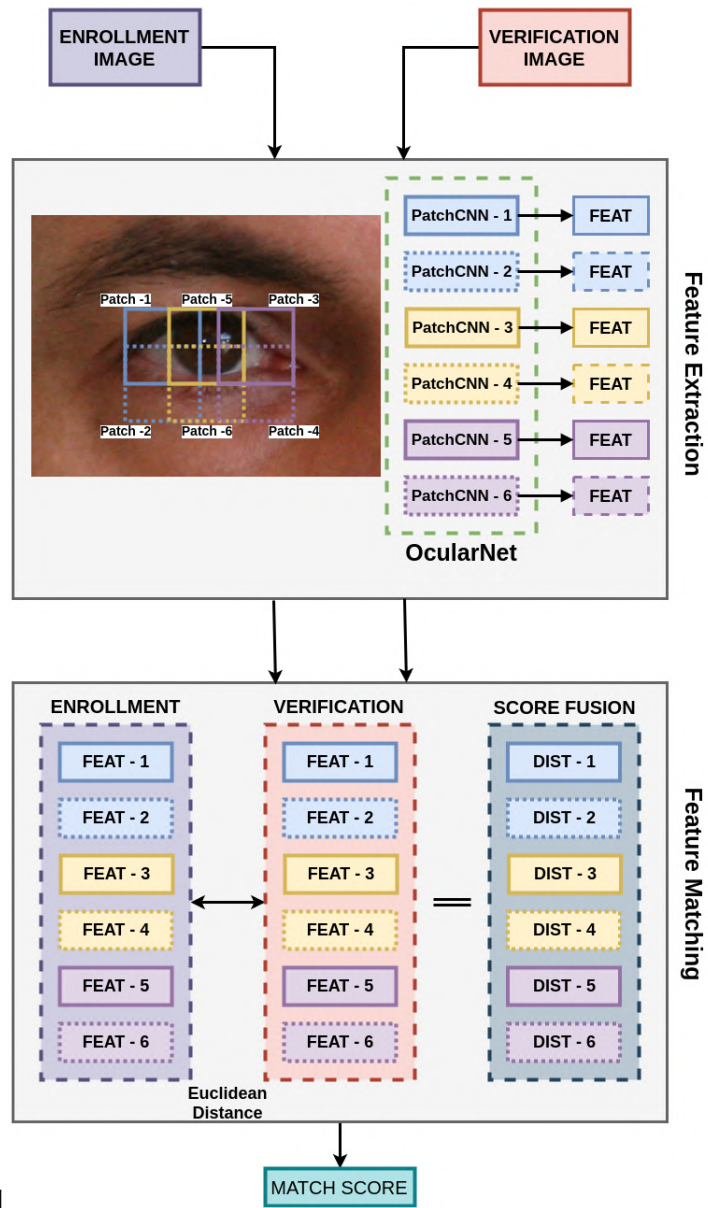 ENROLLMENT
IMAGE
VERIFICATION
IMAGE
Patch -1
Patch -5
Patch -3
Patch -2
Patch -6
Patch -4
PatchCNN - 1
FEAT
PatchCNN - 2
FEAT
PatchCNN - 3
FEAT
PatchCNN - 4
FEAT
PatchCNN - 5
FEAT
PatchCNN - 6
FEAT
OcularNet
Feature Extraction
ENROLLMENT
VERIFICATION
SCORE FUSION
FEAT - 1
FEAT - 1
DIST - 1
FEAT - 2
FEAT - 2
DIST - 2
FEAT - 3
FEAT - 3
DIST - 3
FEAT - 4
FEAT - 4
DIST - 4
FEAT - 5
FEAT - 5
DIST - 5
FEAT - 6
FEAT - 6
DIST - 6
Euclidean
Distance
Feature Matching
MATCH SCORE